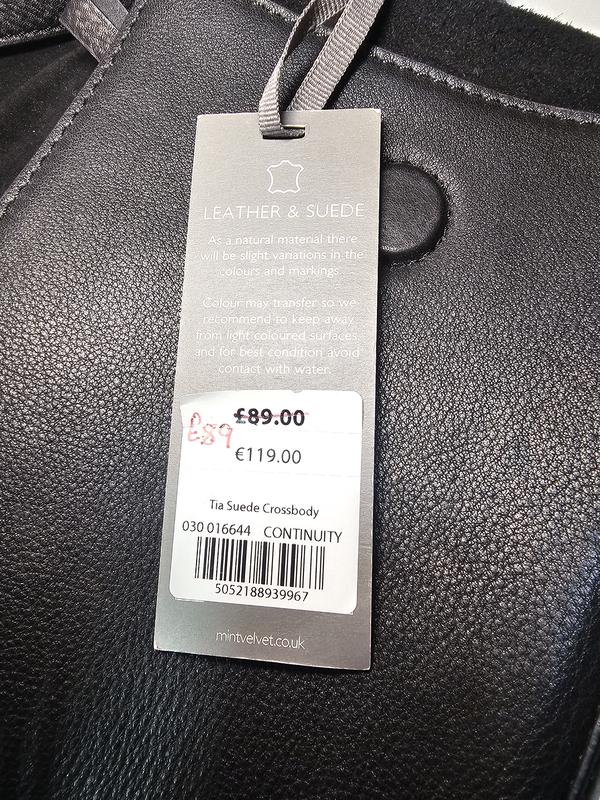 LEATHER & SUEDE
As a natural material there
will be slight variations in the
colours and markings.
Colour may transfer so we
recommend to keep away
from light coloured surfaces,
and for best condition avoid
contact with water.
£89.00
£59
€119.00
Tia Suede Crossbody
030 016644 CONTINUITY
5052188939967
mintvelvet.co.uk